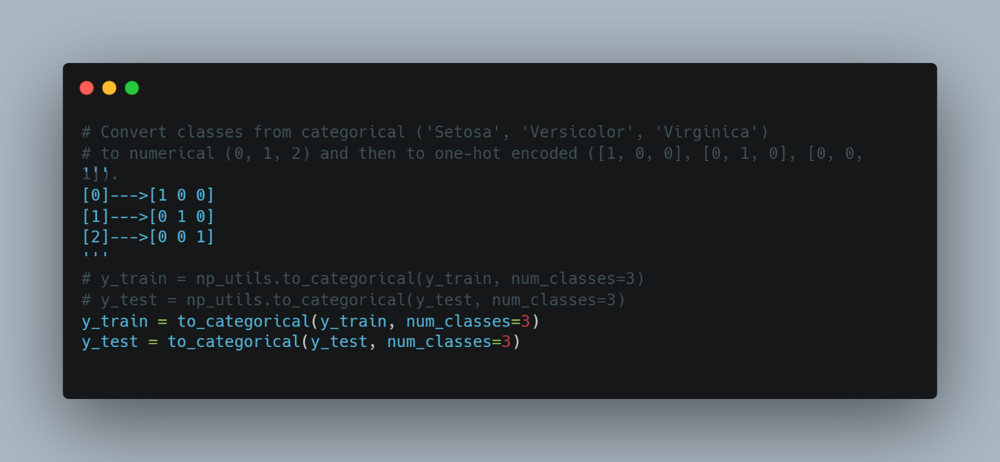 # Convert classes from categorical ('Setosa', 'Versicolor', 'Virginica')
# to numerical (0, 1, 2) and then to one-hot encoded ([1, 0, 0], [0, 1, 0], [0, 0,
1]).
'''
[0]--->[1 0 0]
[1]--->[0 1 0]
[2]--->[0 0 1]
'''
# y_train = np_utils.to_categorical(y_train, num_classes=3)
# y_test = np_utils.to_categorical(y_test, num_classes=3)
y_train = to_categorical(y_train, num_classes=3)
y_test = to_categorical(y_test, num_classes=3)